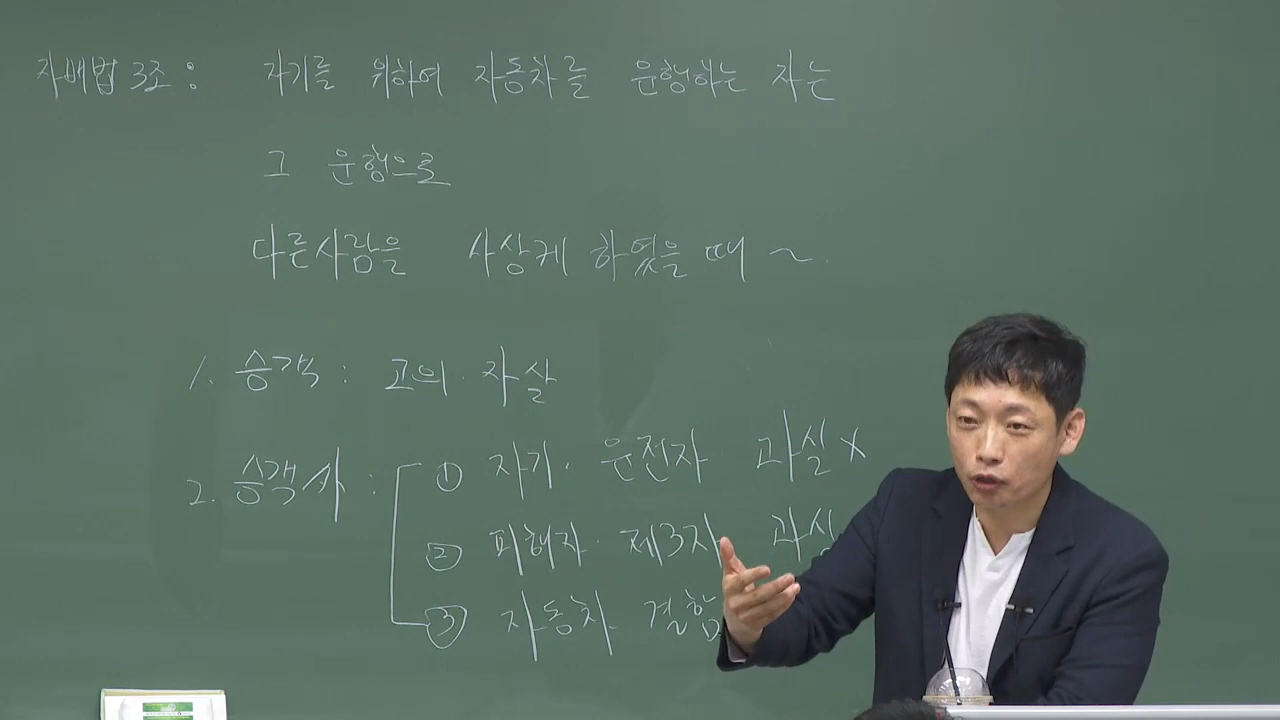 자배법 3조 : 자기를 위하여 자동차를 운행하는 자는
그 운행으로
다른사람을 사상케 하였을 때 ~.
1. 승객 : 고의 · 자살
2. 승객外 : ① 자기 · 운전자 · 과실 X
② 피해자 · 제3자 · 과실
③ 자동차 결함